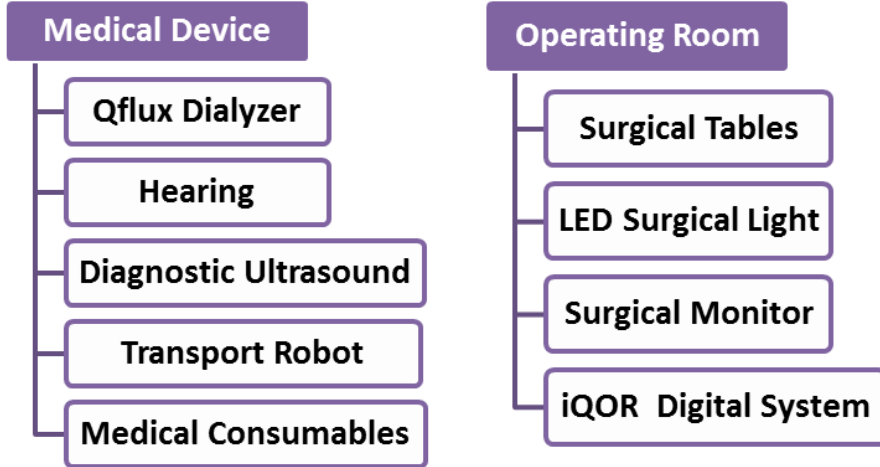 Medical Device
Qflux Dialyzer
Hearing
Diagnostic Ultrasound
Transport Robot
Medical Consumables
Operating Room
Surgical Tables
LED Surgical Light
Surgical Monitor
iQOR  Digital System